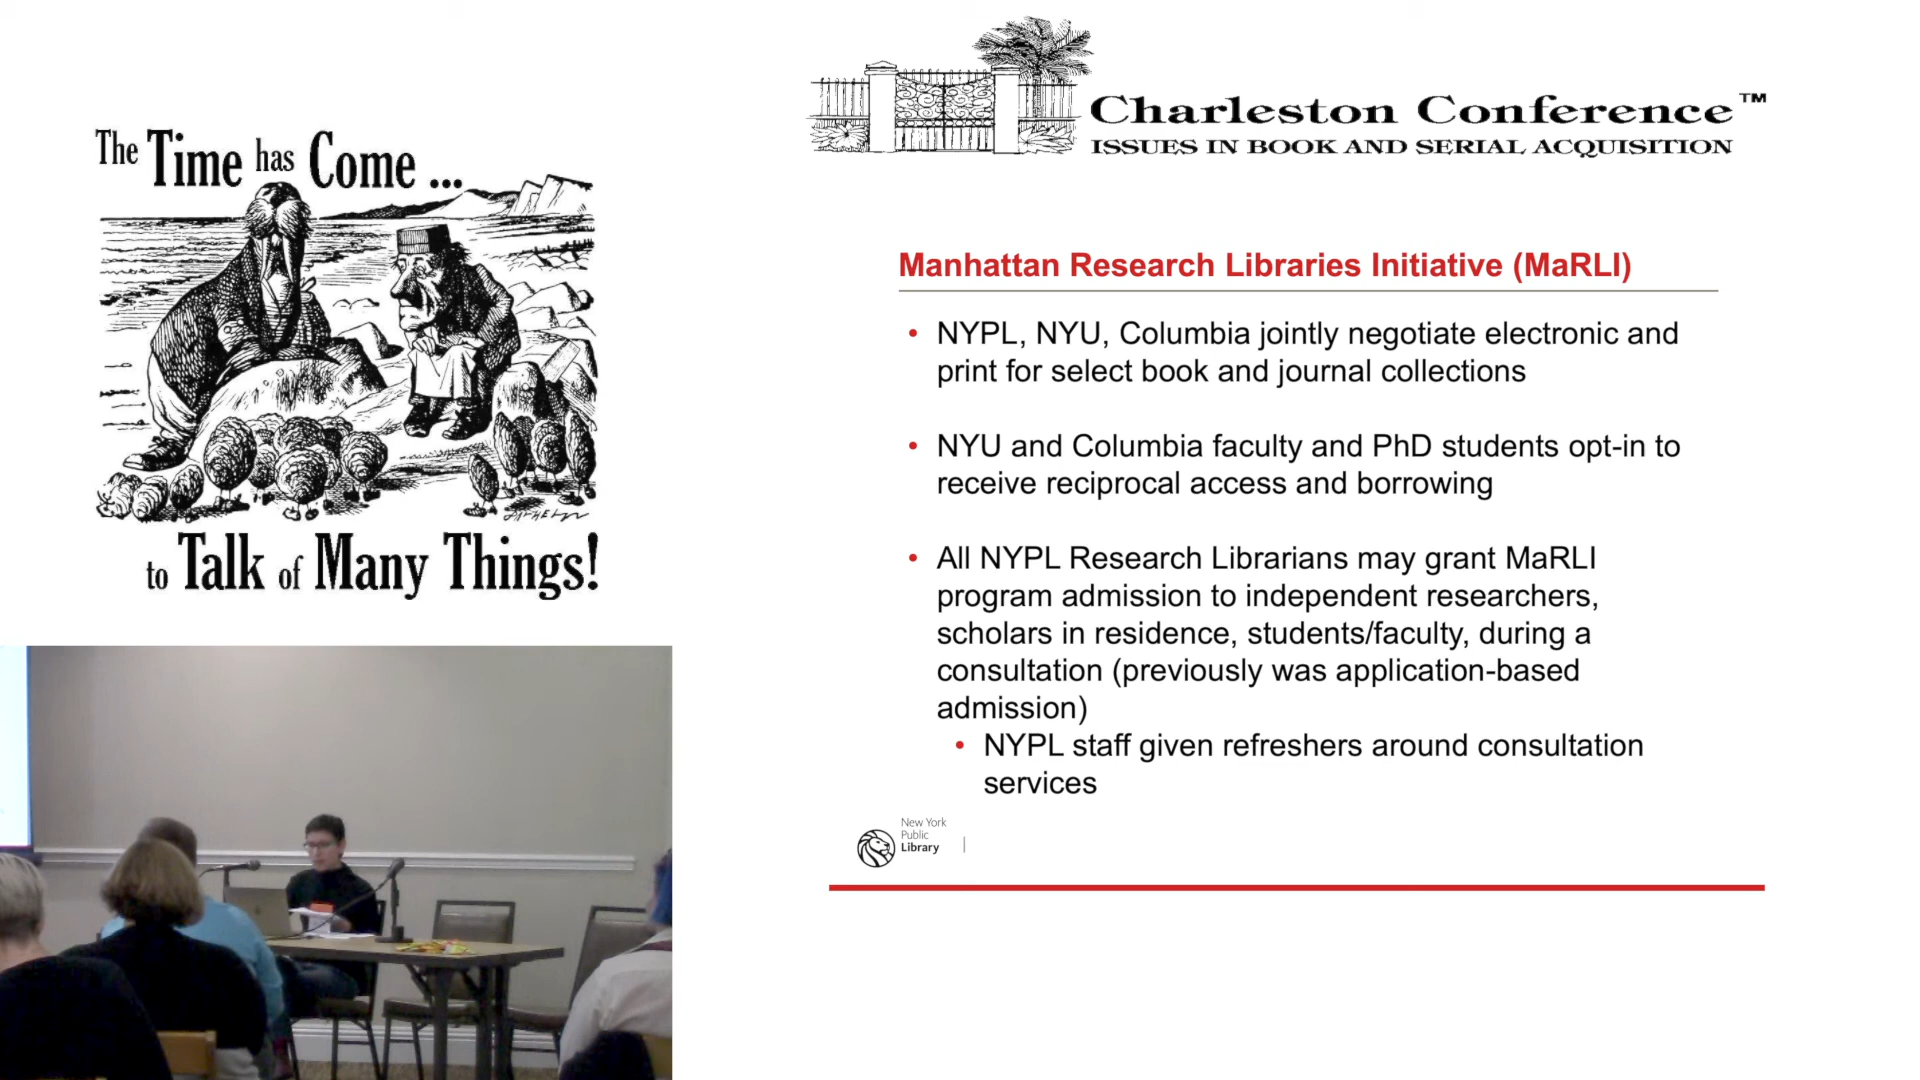 The Time has Come ...
to Talk of Many Things!
Charleston Conference™
ISSUES IN BOOK AND SERIAL ACQUISITION
Manhattan Research Libraries Initiative (MaRLI)
• NYPL, NYU, Columbia jointly negotiate electronic and
print for select book and journal collections
• NYU and Columbia faculty and PhD students opt-in to
receive reciprocal access and borrowing
• All NYPL Research Librarians may grant MaRLI
program admission to independent researchers,
scholars in residence, students/faculty, during a
consultation (previously was application-based
admission)
• NYPL staff given refreshers around consultation
services
New York
Public
Library